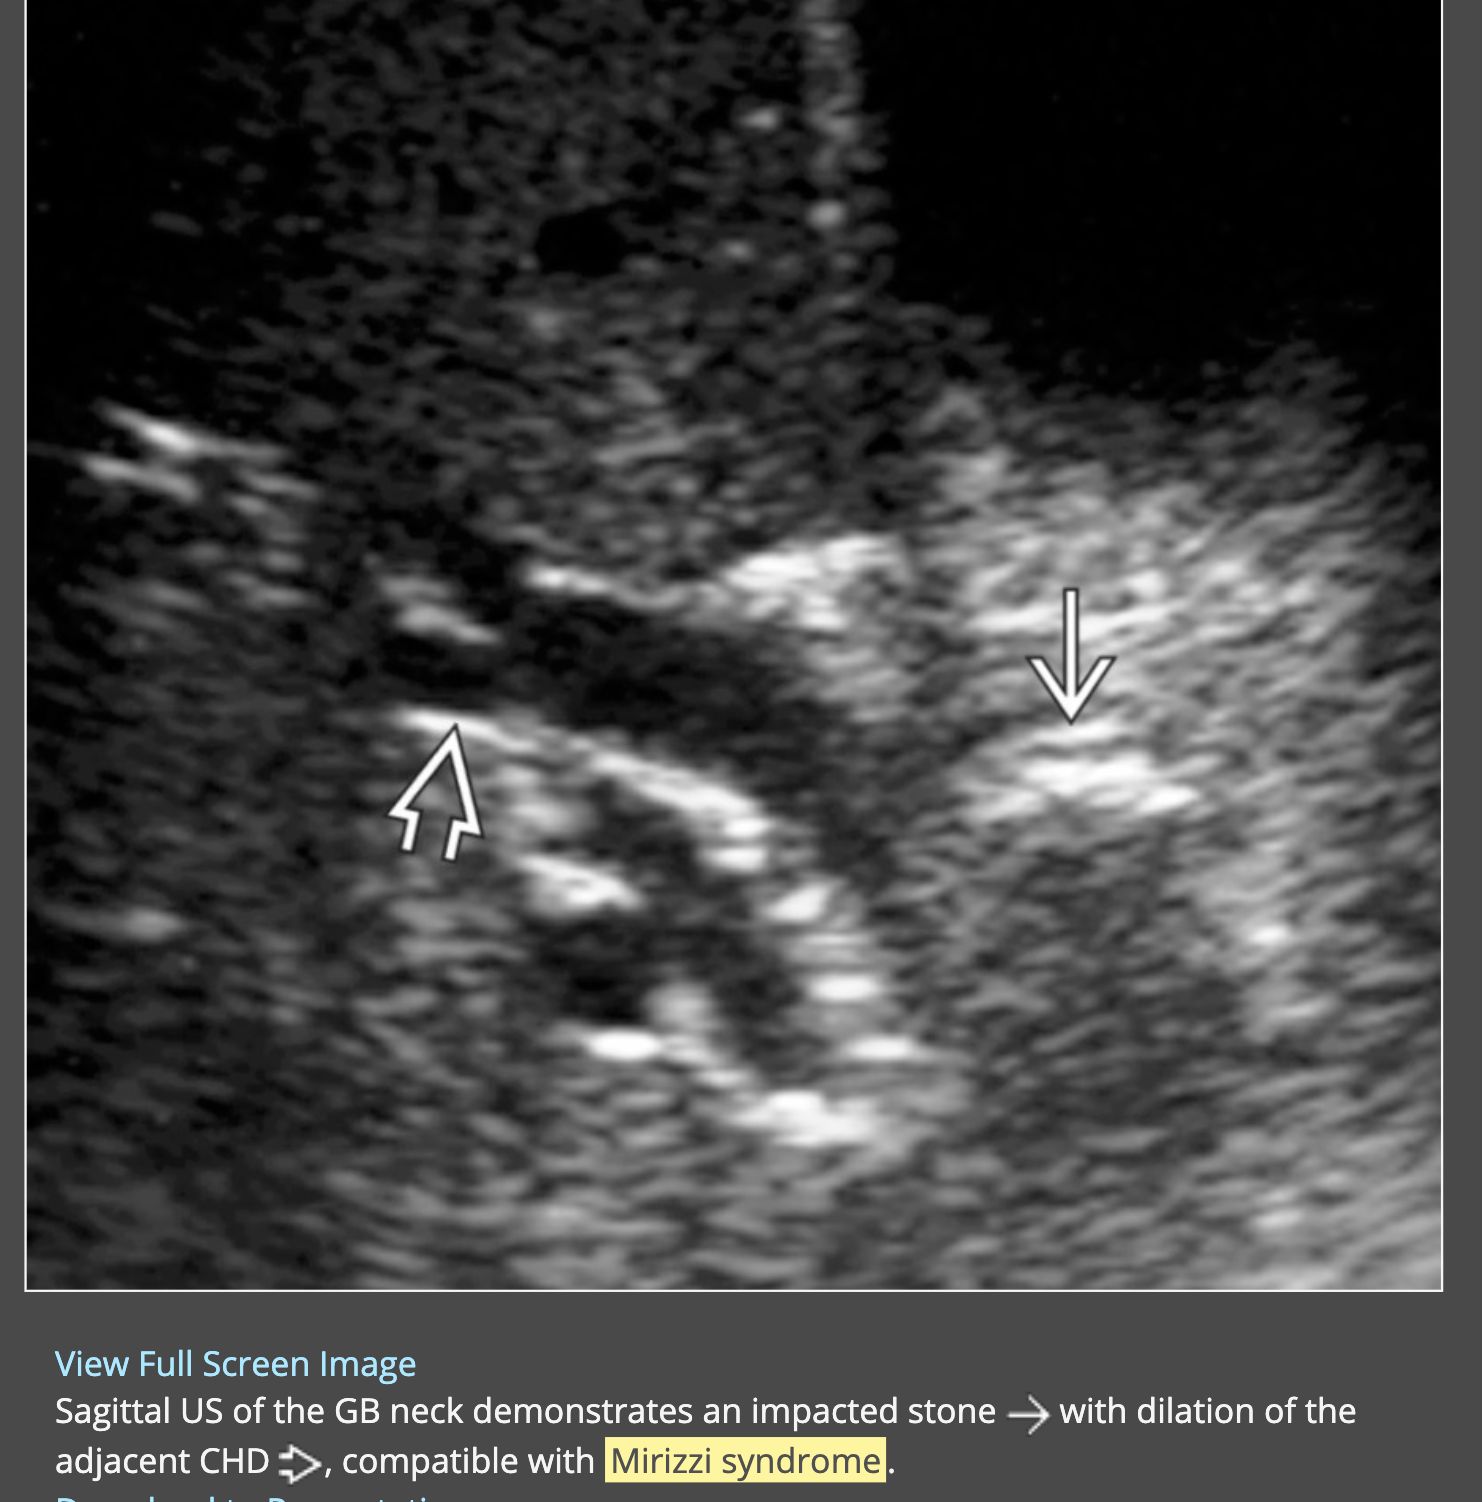 View Full Screen Image
Sagittal US of the GB neck demonstrates an impacted stone → with dilation of the
adjacent CHD ⇨, compatible with Mirizzi syndrome.